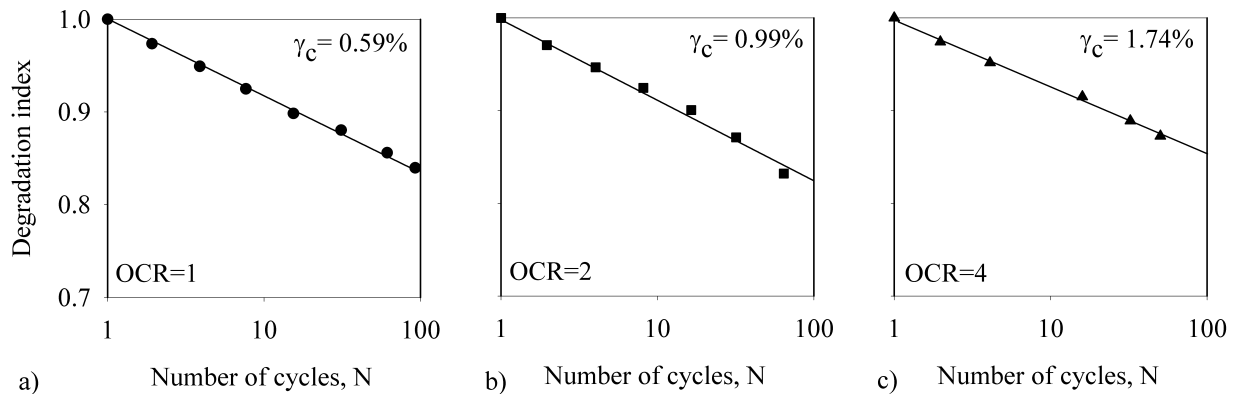 Degradation index
1.0
0.9
0.8
0.7
γc= 0.59%
OCR=1
1 10 100
Number of cycles, N
a)
γc= 0.99%
OCR=2
1 10 100
Number of cycles, N
b)
γc= 1.74%
OCR=4
1 10 100
Number of cycles, N
c)